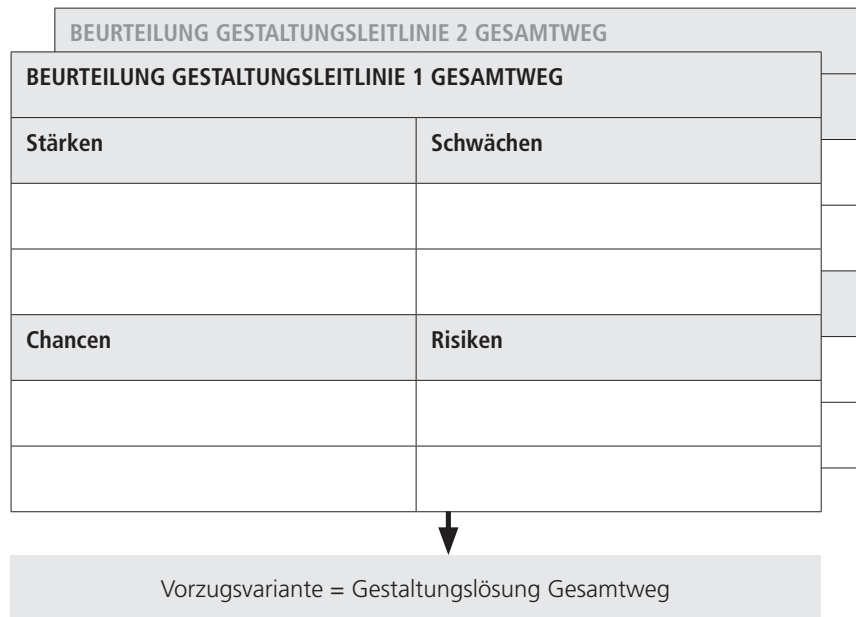 BEURTEILUNG GESTALTUNGSLEITLINIE 2 GESAMTWEG
BEURTEILUNG GESTALTUNGSLEITLINIE 1 GESAMTWEG
Stärken
Schwächen
Chancen
Risiken
Vorzugsvariante = Gestaltungslösung Gesamtweg